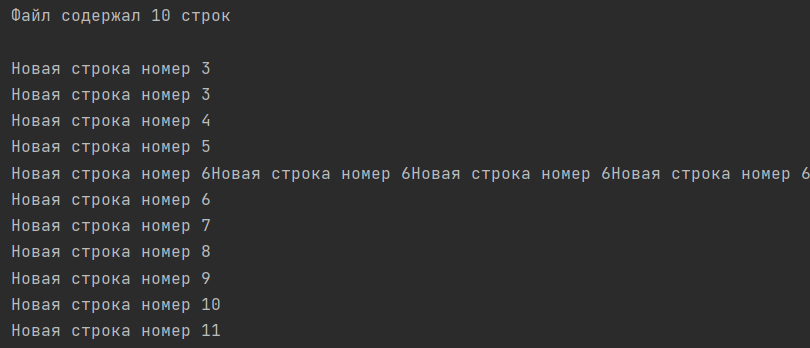 Файл содержал 10 строк
Новая строка номер 3
Новая строка номер 3
Новая строка номер 4
Новая строка номер 5
Новая строка номер 6Новая строка номер 6Новая строка номер 6Новая строка номер 6
Новая строка номер 6
Новая строка номер 7
Новая строка номер 8
Новая строка номер 9
Новая строка номер 10
Новая строка номер 11